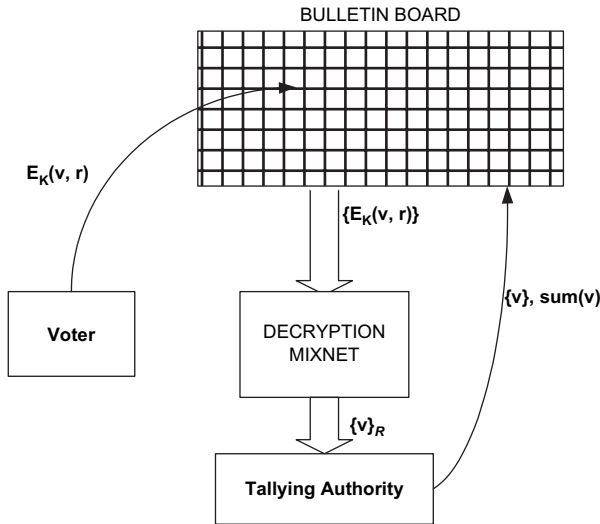 BULLETIN BOARD
E_K(v, r)
{E_K(v, r)}
{v}, sum(v)
Voter
DECRYPTION
MIXNET
{v}_R
Tallying Authority